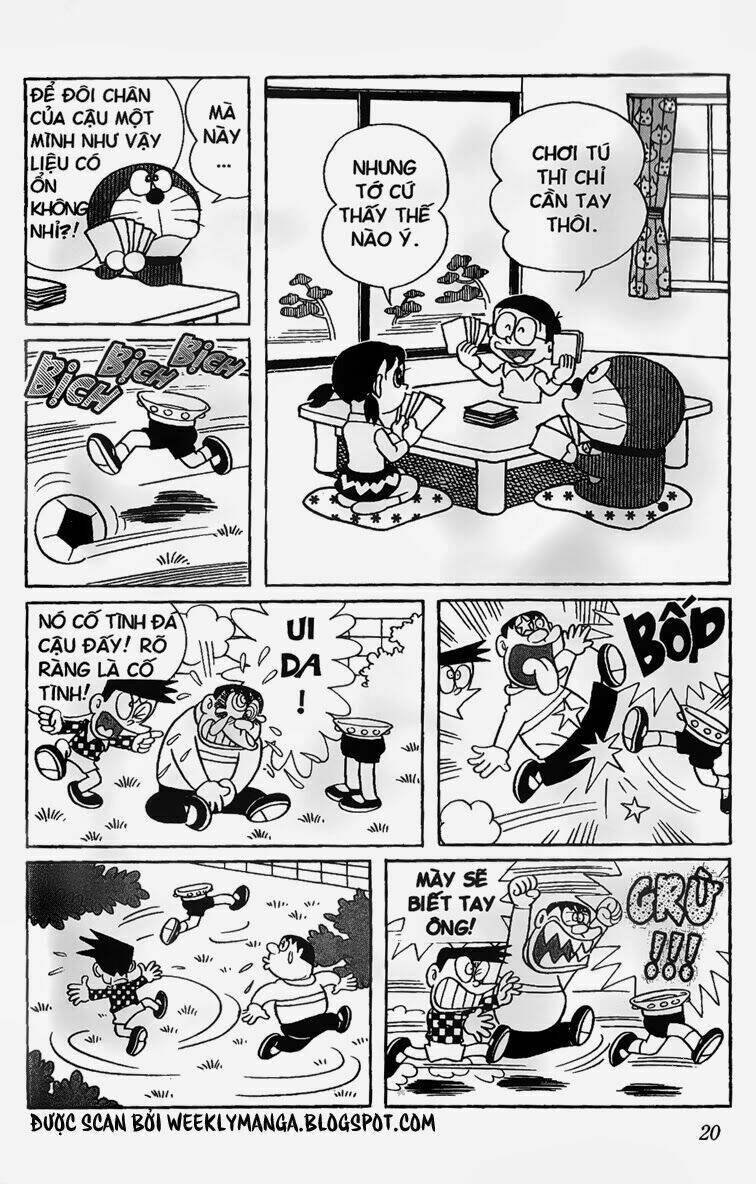 CHƠI TÚ
THÌ CHỈ
CẦN TAY
THÔI.
NHƯNG
TỚ CỨ
THẤY THẾ
NÀO Ý.
MÀ
NÀY
...
ĐỂ ĐÔI CHÂN
CỦA CẬU MỘT
MÌNH NHƯ VẬY
LIỆU CÓ
ỔN
KHÔNG
NHỈ?!
BỊCH BỊCH BỊCH
BỐP
ƯI
DA
!
NÓ CỐ TÌNH ĐÁ
CẬU ĐẤY! RÕ
RÀNG LÀ CỐ
TÌNH!
GRỪ
!!!
MÀY SẼ
BIẾT TAY
ÔNG!
ĐƯỢC SCAN BỞI WEEKLYMANGA.BLOGSPOT.COM
20